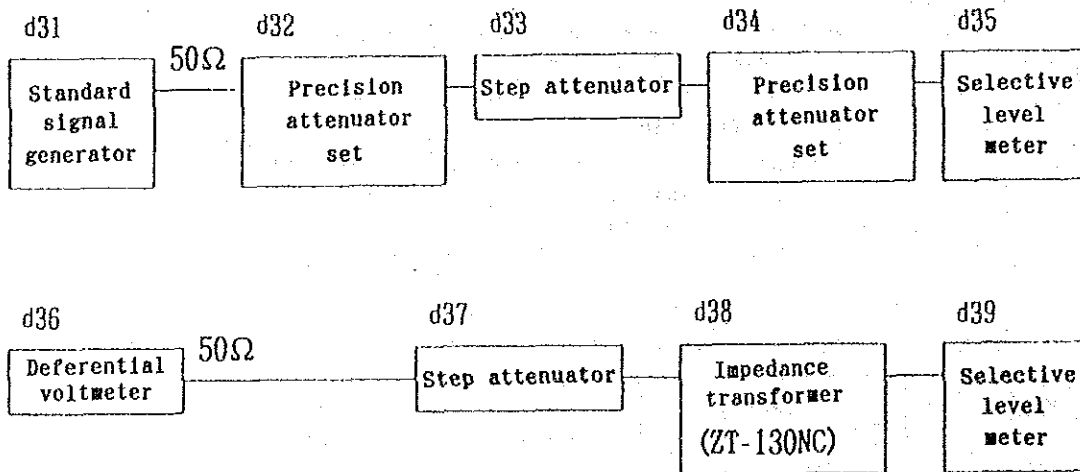 d31
d32
d33
d34
d35
50Ω
Standard
signal
generator
Precision
attenuator
set
Step attenuator
Precision
attenuator
set
Selective
level
meter
d36
d37
d38
d39
50Ω
Deferential
voltmeter
Step attenuator
Impedance
transformer
(ZT-130NC)
Selective
level
meter